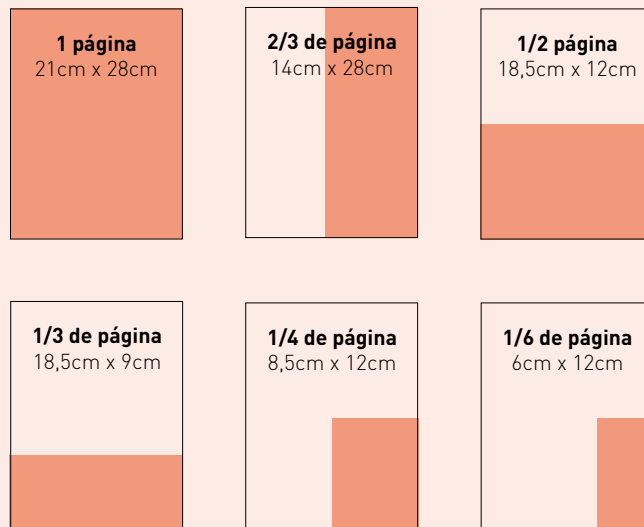 1 página
21cm x 28cm
2/3 de página
14cm x 28cm
1/2 página
18,5cm x 12cm
1/3 de página
18,5cm x 9cm
1/4 de página
8,5cm x 12cm
1/6 de página
6cm x 12cm